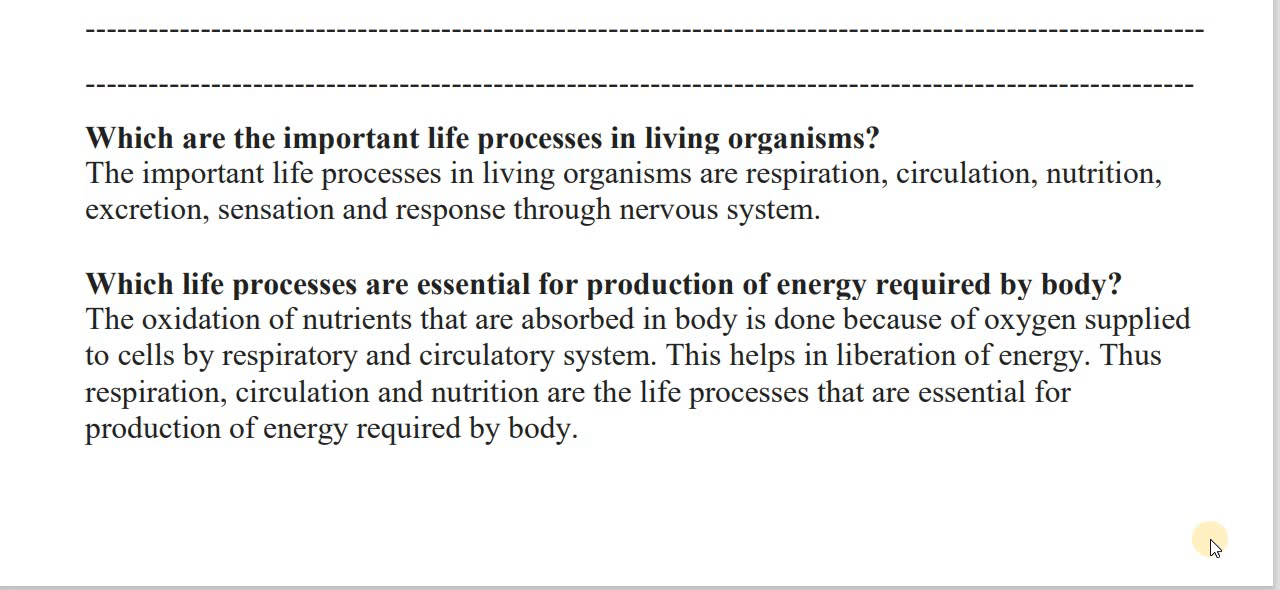 -----------------------------------------------------------------------------------------------------------
----------------------------------------------------------------------------------------------------------
Which are the important life processes in living organisms?
The important life processes in living organisms are respiration, circulation, nutrition,
excretion, sensation and response through nervous system.
Which life processes are essential for production of energy required by body?
The oxidation of nutrients that are absorbed in body is done because of oxygen supplied
to cells by respiratory and circulatory system. This helps in liberation of energy. Thus
respiration, circulation and nutrition are the life processes that are essential for
production of energy required by body.